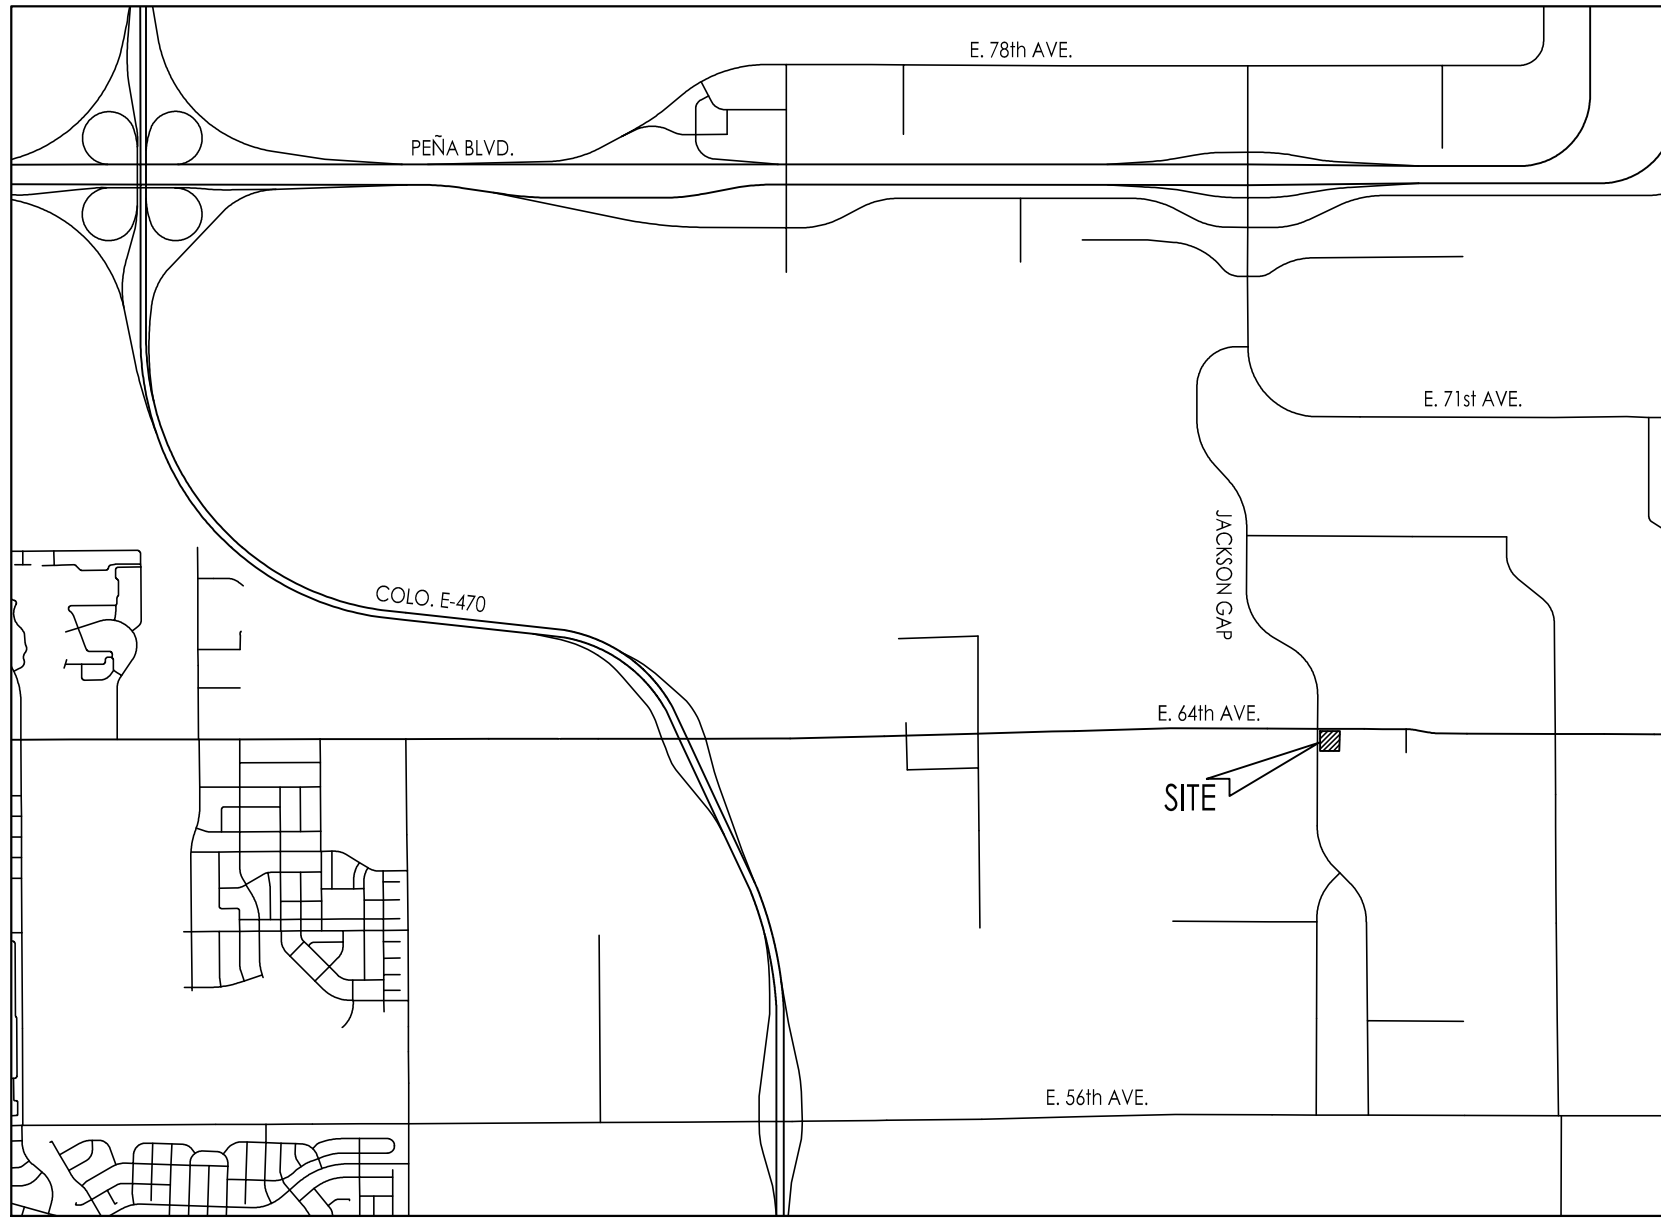 E. 78th AVE.
PEÑA BLVD.
E. 71st AVE.
JACKSON GAP
COLO. E-470
E. 64th AVE.
SITE
E. 56th AVE.